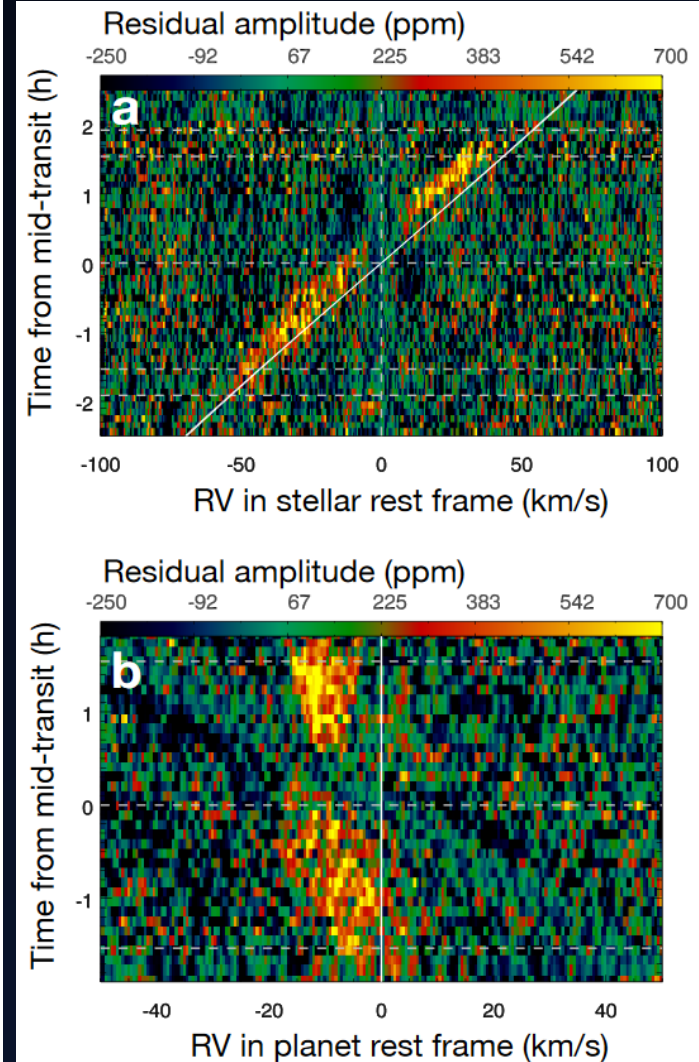 Residual amplitude (ppm)
-250 -92 67 225 383 542 700
a
Time from mid-transit (h)
2
1
0
-1
-2
-100 -50 0 50 100
RV in stellar rest frame (km/s)
Residual amplitude (ppm)
-250 -92 67 225 383 542 700
b
Time from mid-transit (h)
1
0
-1
-40 -20 0 20 40
RV in planet rest frame (km/s)